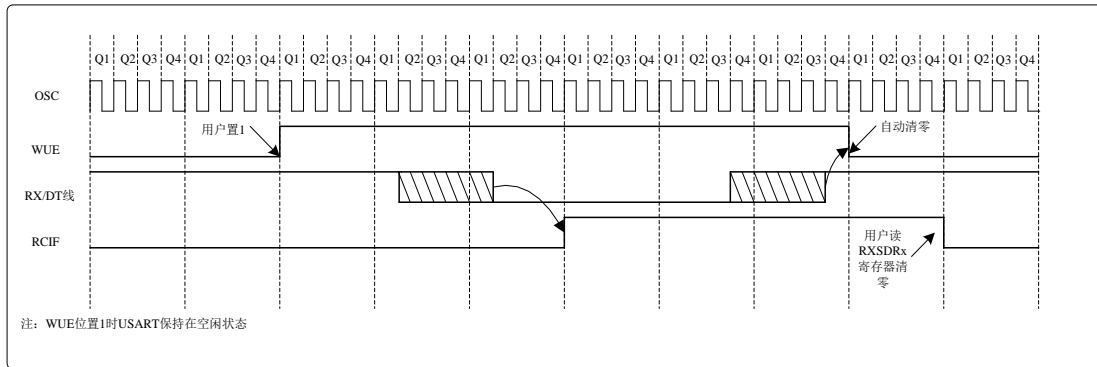 Q1 Q2 Q3 Q4 Q1 Q2 Q3 Q4 Q1 Q2 Q3 Q4 Q1 Q2 Q3 Q4 Q1 Q2 Q3 Q4 Q1 Q2 Q3 Q4 Q1 Q2 Q3 Q4 Q1 Q2 Q3 Q4 Q1 Q2 Q3 Q4 Q1 Q2 Q3 Q4
OSC
用户置1
自动清零
WUE
RX/DT线
RCIF
用户读
RXSDRx
寄存器清
零
注：WUE位置1时USART保持在空闲状态